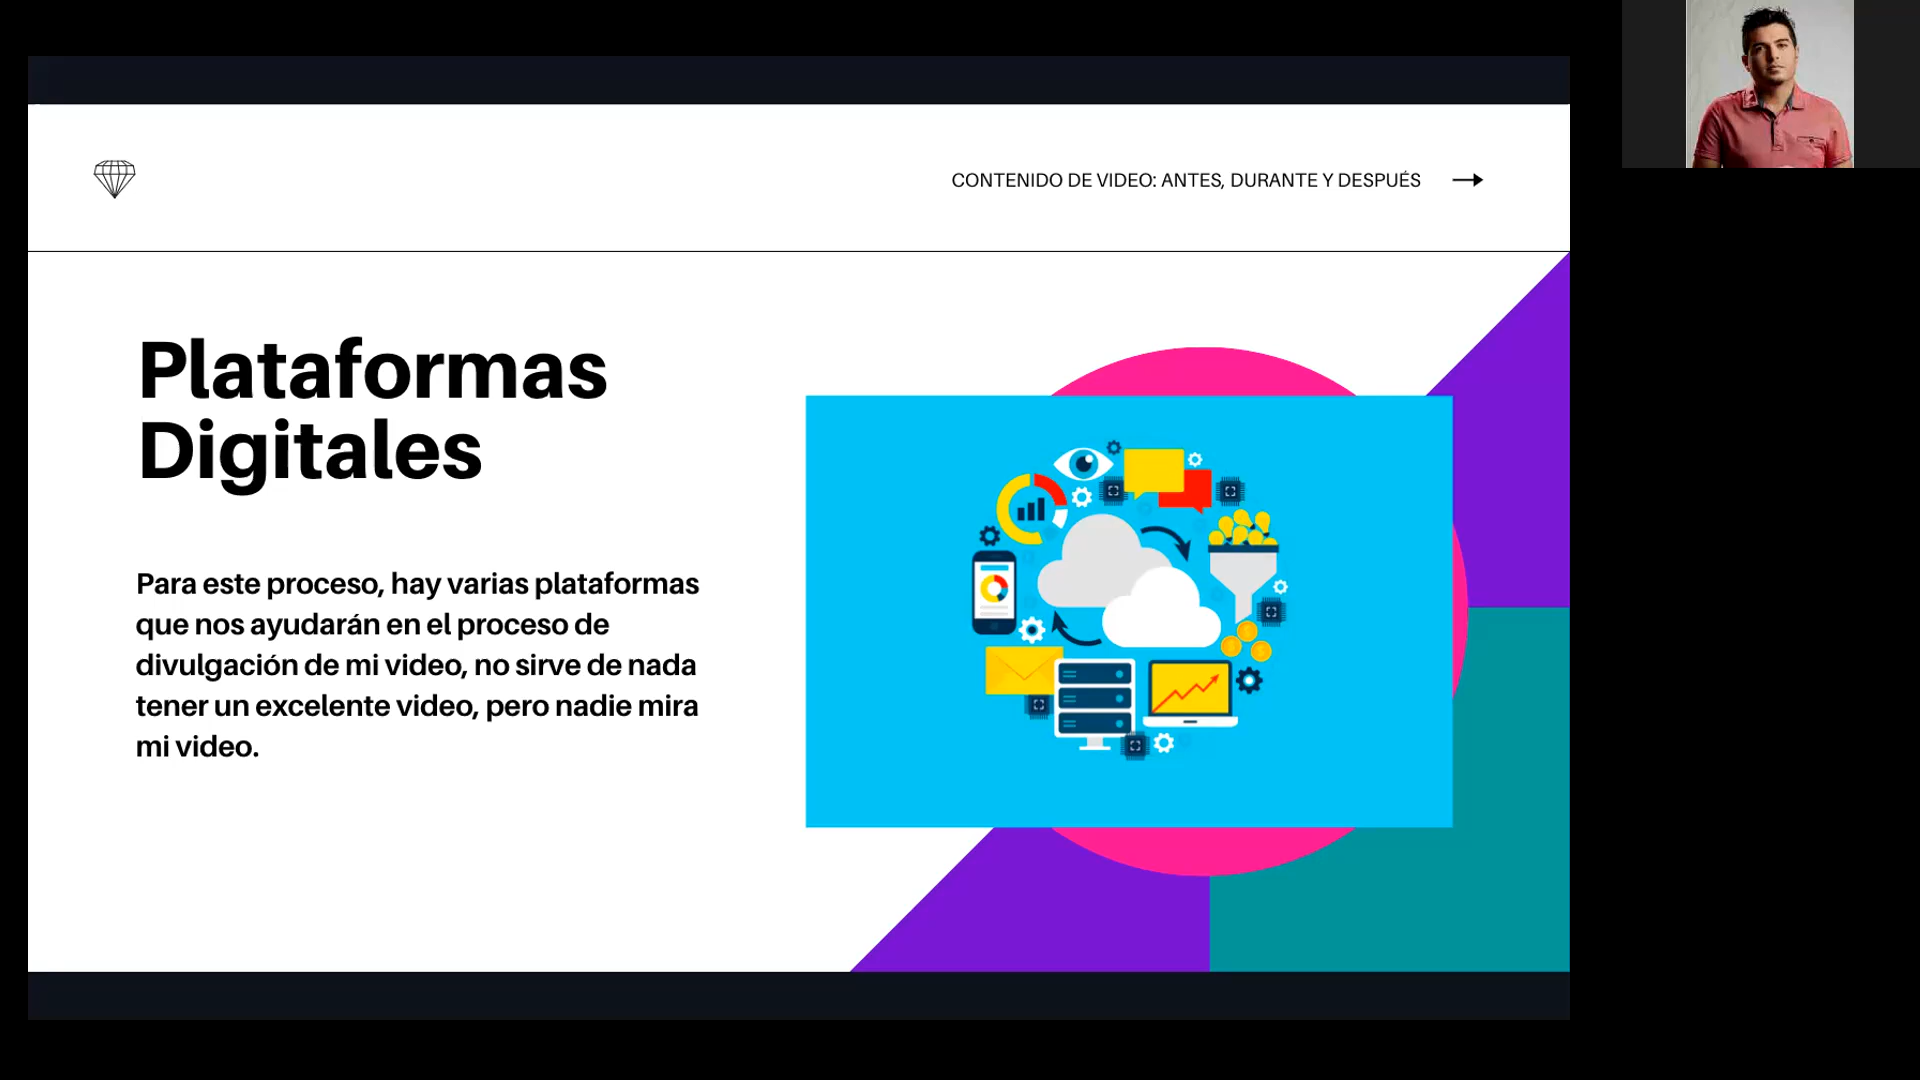 CONTENIDO DE VIDEO: ANTES, DURANTE Y DESPUÉS
Plataformas
Digitales
Para este proceso, hay varias plataformas
que nos ayudarán en el proceso de
divulgación de mi video, no sirve de nada
tener un excelente video, pero nadie mira
mi video.